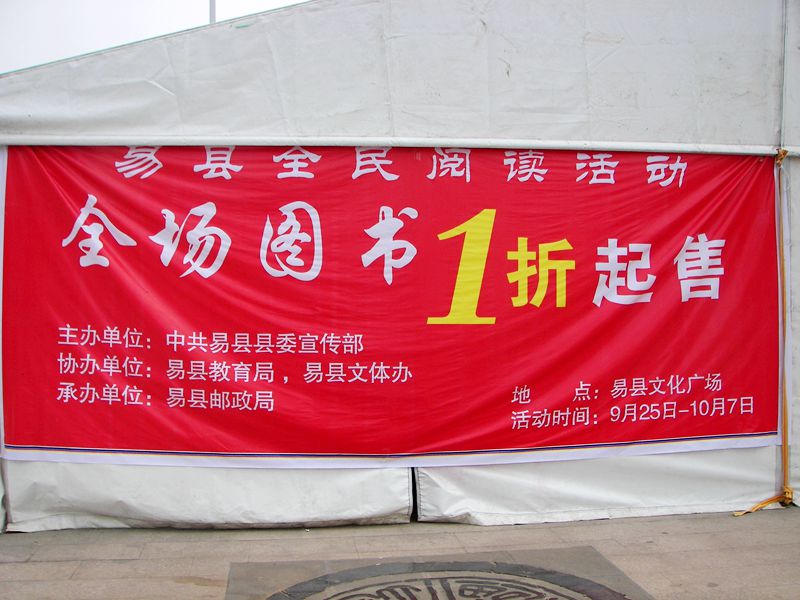 易县全民阅读活动
全场图书1折起售
主办单位：中共易县县委宣传部
协办单位：易县教育局，易县文体办
承办单位：易县邮政局
地 点：易县文化广场
活动时间：9月25日-10月7日